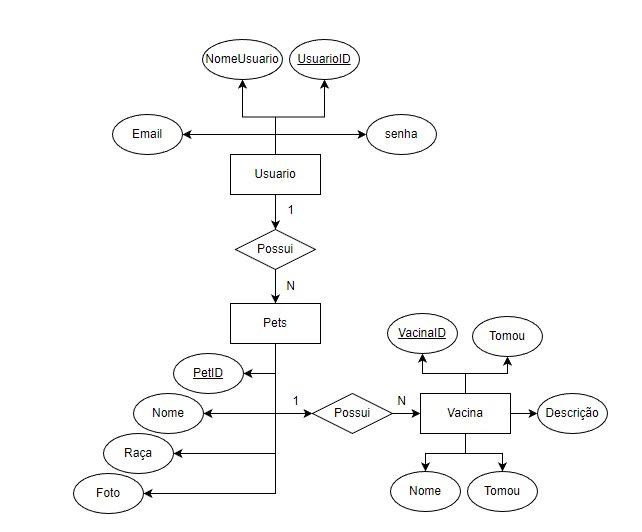 NomeUsuario
UsuarioID
Email
senha
Usuario
1
Possui
N
Pets
PetID
Nome
Raça
Foto
1
Possui
N
VacinaID
Tomou
Vacina
Descrição
Nome
Tomou